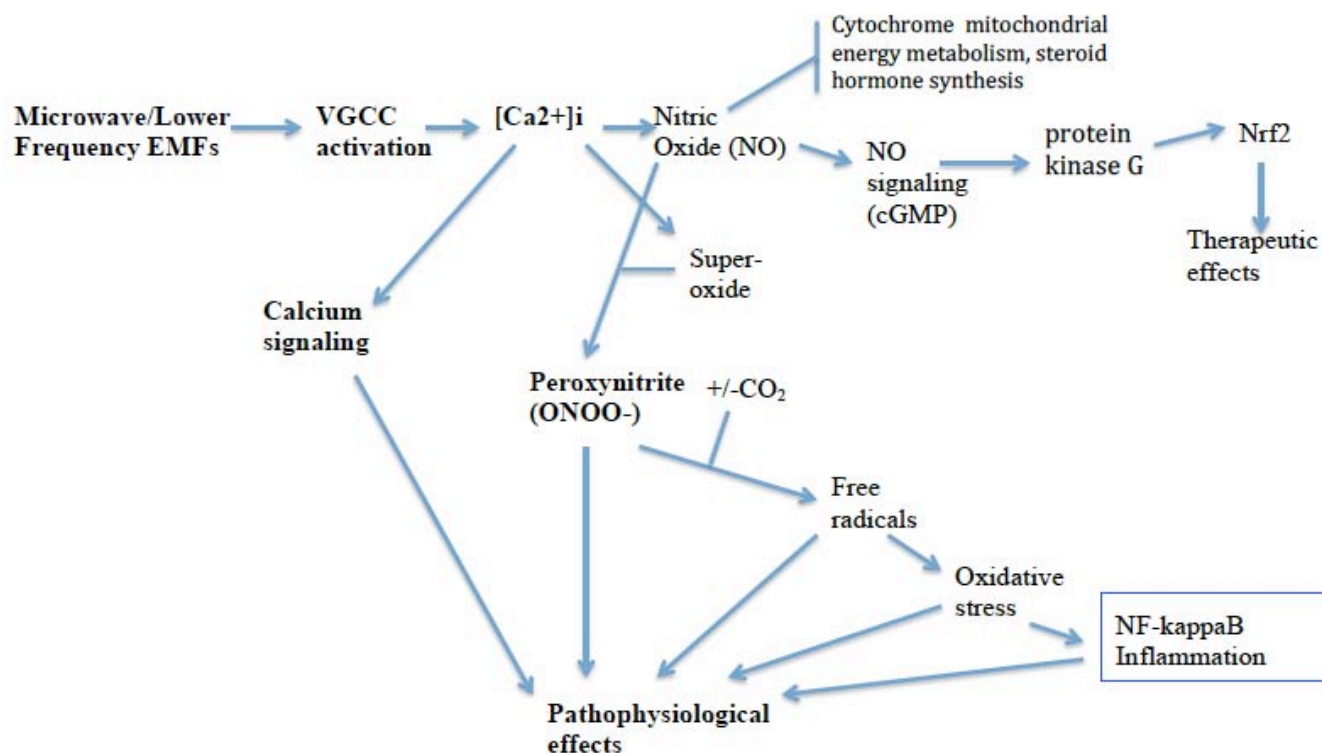 Cytochrome mitochondrial
energy metabolism, steroid
hormone synthesis
Microwave/Lower
Frequency EMFs
VGCC
activation
[Ca2+]i
Nitric
Oxide (NO)
NO
signaling
(cGMP)
protein
kinase G
Nrf2
Therapeutic
effects
Super-
oxide
Calcium
signaling
Peroxynitrite
(ONOO-)
+/-CO₂
Free
radicals
Oxidative
stress
NF-kappaB
Inflammation
Pathophysiological
effects